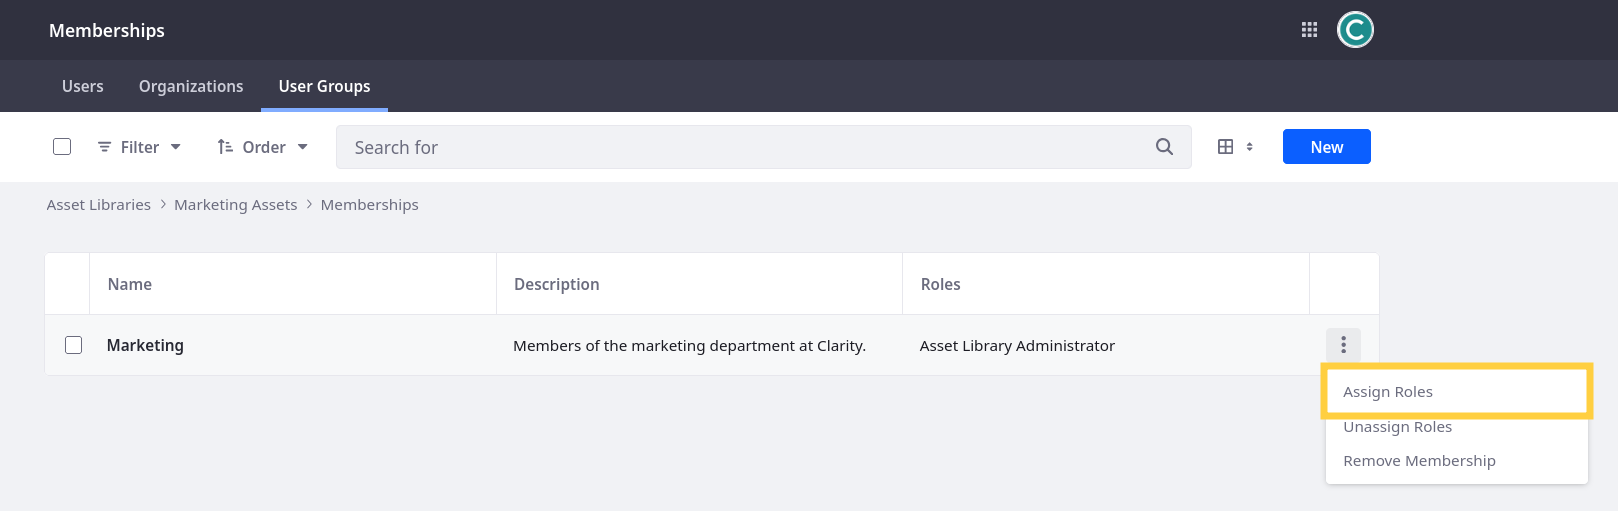 Memberships
Users Organizations User Groups
Filter Order Search for New
Asset Libraries > Marketing Assets > Memberships
Name Description Roles
Marketing Members of the marketing department at Clarity. Asset Library Administrator
Assign Roles
Unassign Roles
Remove Membership